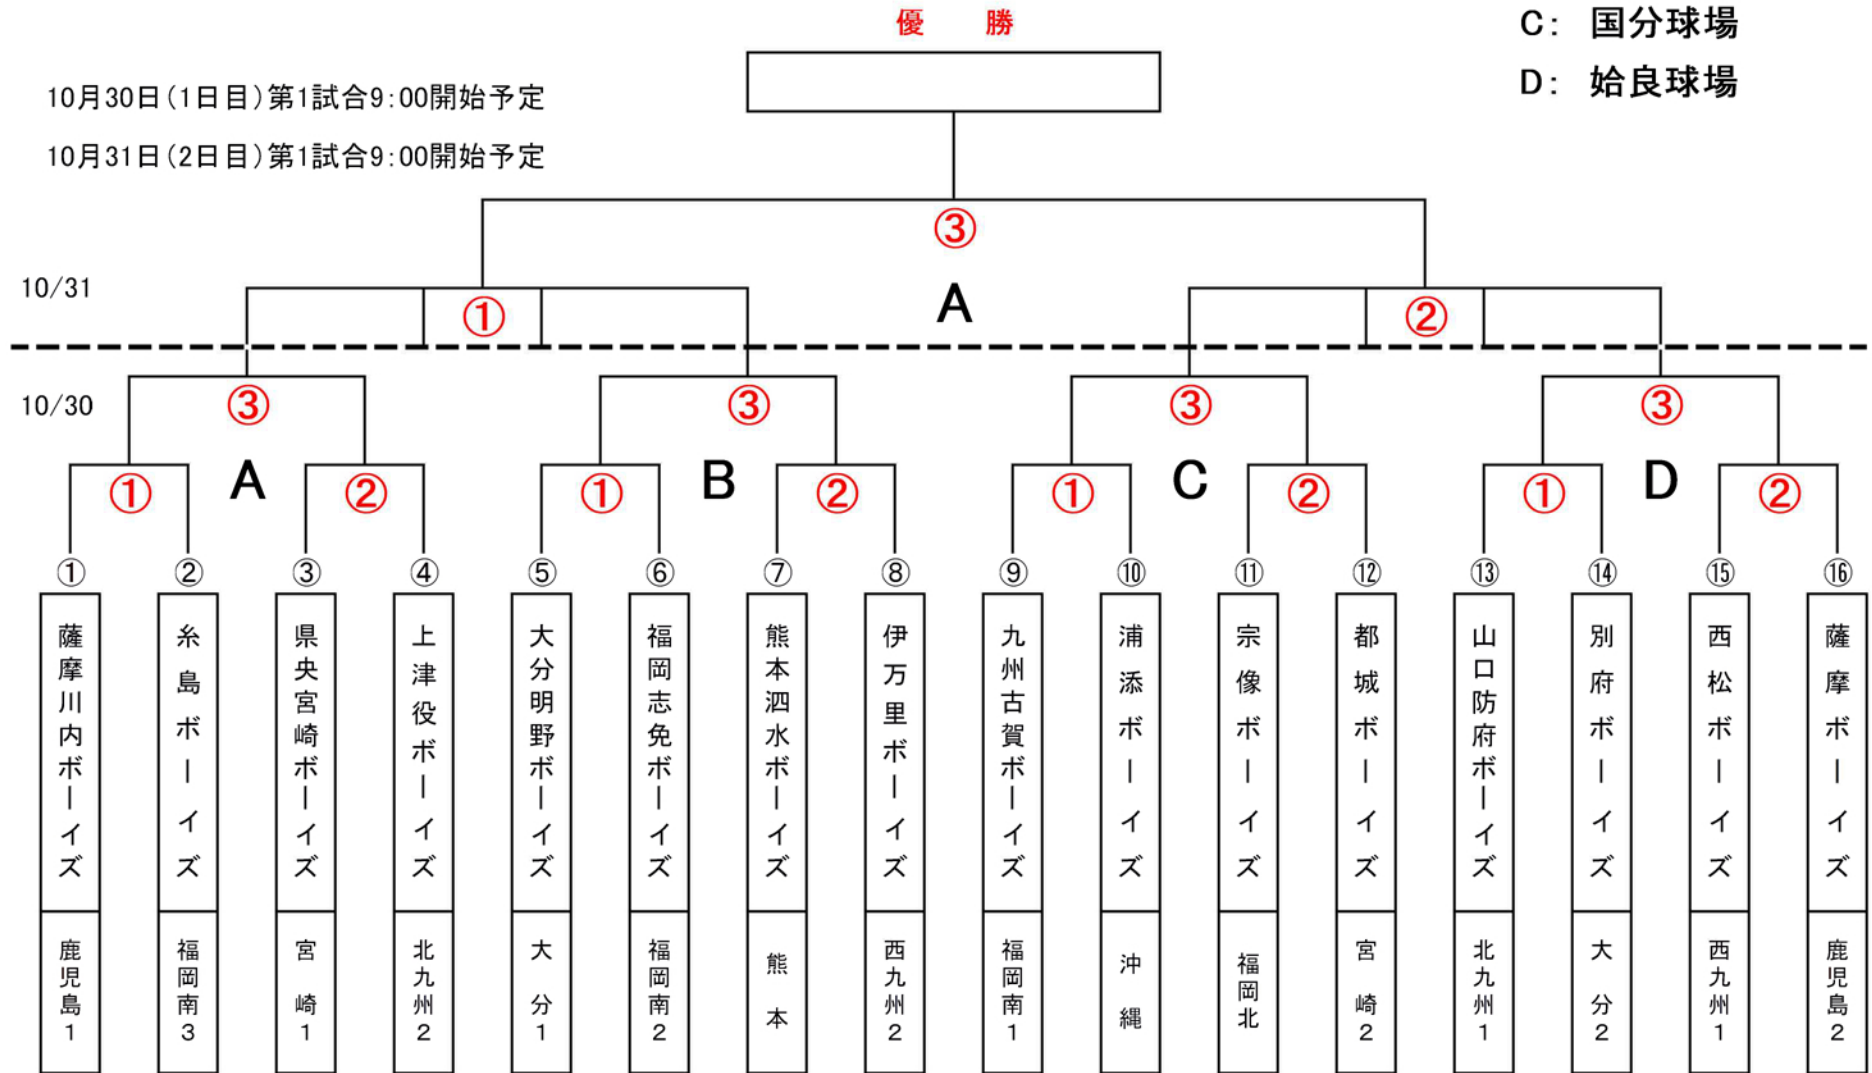 優　勝
C:　国分球場
D:　姶良球場
10月30日(1日目)第1試合9:00開始予定
10月31日(2日目)第1試合9:00開始予定
③
10/31
①
A
②
10/30
③
③
③
③
①
A
②
①
B
②
①
C
②
①
D
②
①
②
③
④
⑤
⑥
⑦
⑧
⑨
⑩
⑪
⑫
⑬
⑭
⑮
⑯
薩摩川内ボーイズ
糸島ボーイズ
県央宮崎ボーイズ
上津役ボーイズ
大分明野ボーイズ
福岡志免ボーイズ
熊本泗水ボーイズ
伊万里ボーイズ
九州古賀ボーイズ
浦添ボーイズ
宗像ボーイズ
都城ボーイズ
山口防府ボーイズ
別府ボーイズ
西松ボーイズ
薩摩ボーイズ
鹿児島1
福岡南3
宮崎1
北九州2
大分1
福岡南2
熊本
西九州2
福岡南1
沖縄
福岡北
宮崎2
北九州1
大分2
西九州1
鹿児島2